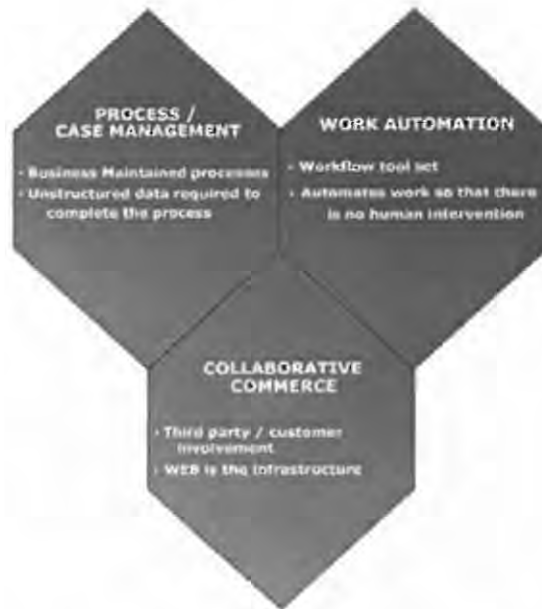 PROCESS /
CASE MANAGEMENT
· Business Maintained processes
· Unstructured data required to
complete the process
WORK AUTOMATION
· Workflow tool set
· Automates work so that there
is no human intervention
COLLABORATIVE
COMMERCE
· Third party / customer
involvement
· WEB is the infrastructure